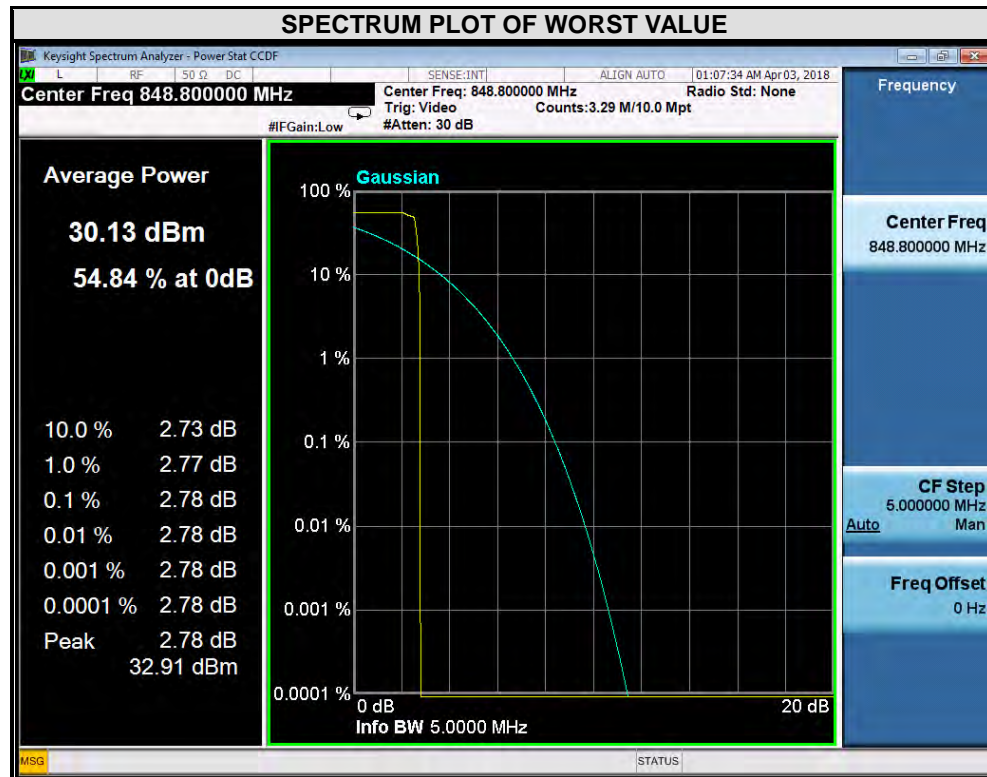 SPECTRUM PLOT OF WORST VALUE
Keysight Spectrum Analyzer - Power Stat CCDF
LXI L RF 50 Ω DC SENSE:INT ALIGN AUTO 01:07:34 AM Apr 03, 2018
Center Freq 848.800000 MHz
Center Freq: 848.800000 MHz Radio Std: None
Trig: Video Counts:3.29 M/10.0 Mpt
#IFGain:Low #Atten: 30 dB
Frequency
Average Power
30.13 dBm
54.84 % at 0dB
10.0 % 2.73 dB
1.0 % 2.77 dB
0.1 % 2.78 dB
0.01 % 2.78 dB
0.001 % 2.78 dB
0.0001 % 2.78 dB
Peak 2.78 dB
32.91 dBm
Gaussian
100 %
10 %
1 %
0.1 %
0.01 %
0.001 %
0.0001 %
0 dB 20 dB
Info BW 5.0000 MHz
Center Freq
848.800000 MHz
CF Step
5.000000 MHz
Auto Man
Freq Offset
0 Hz
MSG STATUS